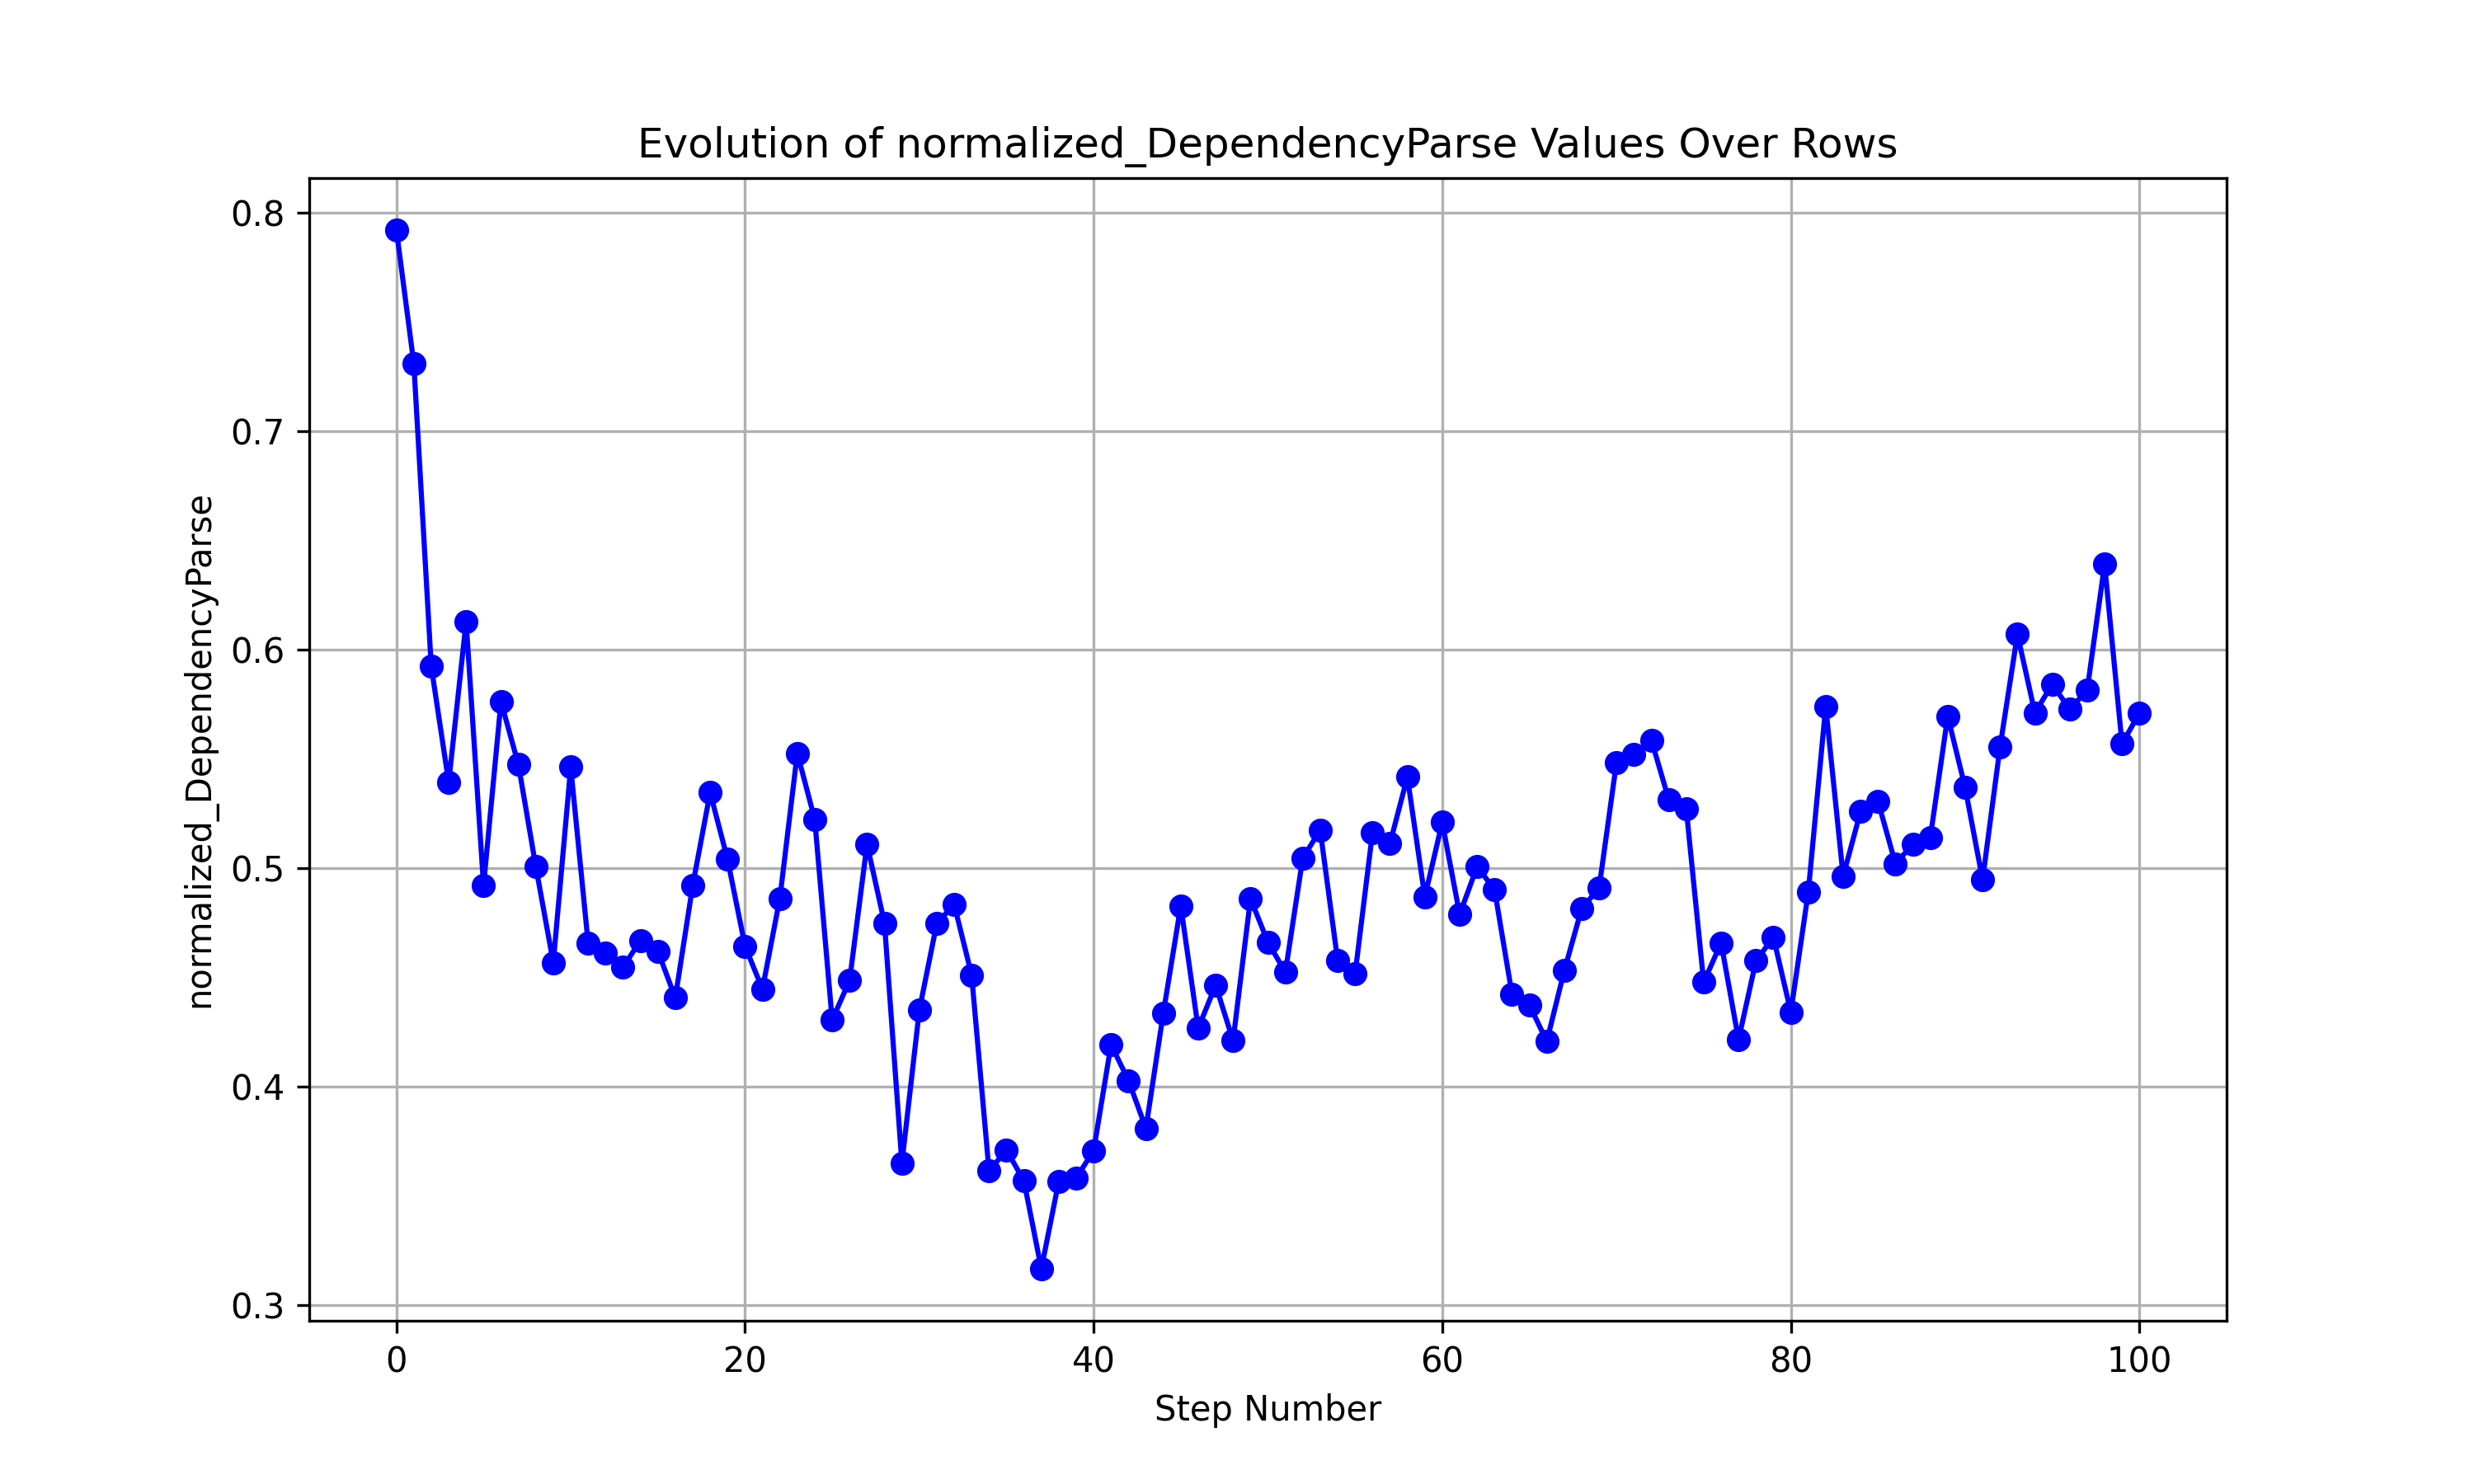 Evolution of normalized_DependencyParse Values Over Rows
normalized_DependencyParse
0.8
0.7
0.6
0.5
0.4
0.3
0 20 40 60 80 100
Step Number